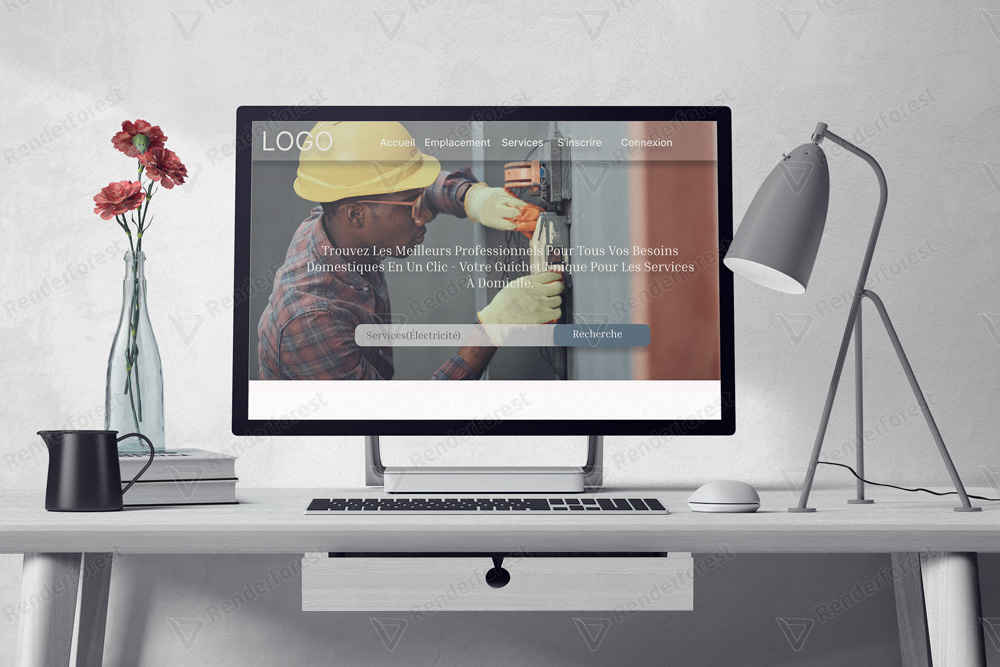 LOGO
Accueil Emplacement Services S'inscrire Connexion
Trouvez Les Meilleurs Professionnels Pour Tous Vos Besoins
Domestiques En Un Clic - Votre Guichet Unique Pour Les Services
À Domicile.
Services(Électricité) Recherche
Renderforest